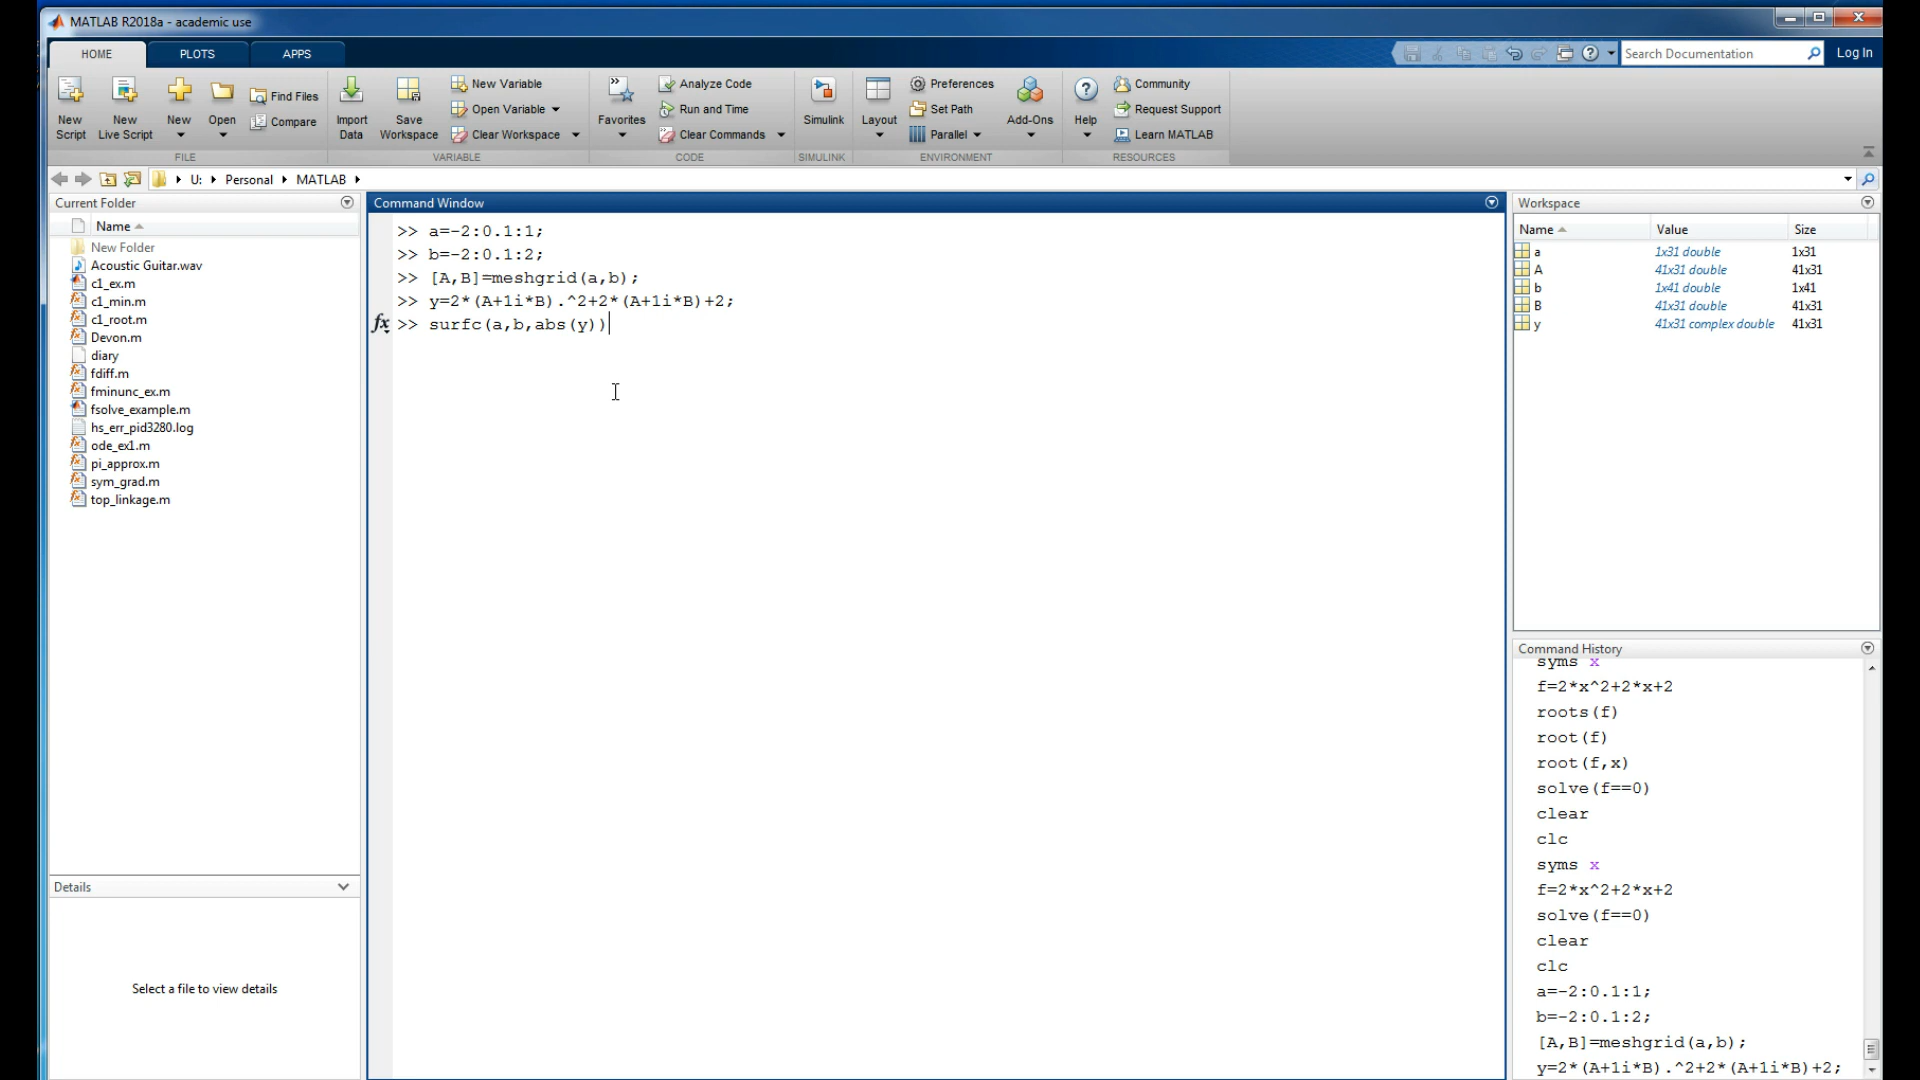 MATLAB R2018a - academic use
HOME
PLOTS
APPS
Search Documentation
Log In
New Script
New Live Script
New
Open
Find Files
Compare
Import Data
Save Workspace
New Variable
Open Variable
Clear Workspace
Favorites
Analyze Code
Run and Time
Clear Commands
Simulink
Layout
Preferences
Set Path
Parallel
Add-Ons
Help
Community
Request Support
Learn MATLAB
FILE
VARIABLE
CODE
SIMULINK
ENVIRONMENT
RESOURCES
U: Personal MATLAB
Current Folder
Name
New Folder
Acoustic Guitar.wav
c1_ex.m
c1_min.m
c1_root.m
Devon.m
diary
fdiff.m
fminunc_ex.m
fsolve_example.m
hs_err_pid3280.log
ode_ex1.m
pi_approx.m
sym_grad.m
top_linkage.m
Details
Select a file to view details
Command Window
>> a=-2:0.1:1;
>> b=-2:0.1:2;
>> [A,B]=meshgrid(a,b);
>> y=2*(A+1i*B).^2+2*(A+1i*B)+2;
fx >> surfc(a,b,abs(y))
Workspace
Name Value Size
a 1x31 double 1x31
A 41x31 double 41x31
b 1x41 double 1x41
B 41x31 double 41x31
y 41x31 complex double 41x31
Command History
syms x
f=2*x^2+2*x+2
roots(f)
root(f)
root(f,x)
solve(f==0)
clear
clc
syms x
f=2*x^2+2*x+2
solve(f==0)
clear
clc
a=-2:0.1:1;
b=-2:0.1:2;
[A,B]=meshgrid(a,b);
y=2*(A+1i*B).^2+2*(A+1i*B)+2;